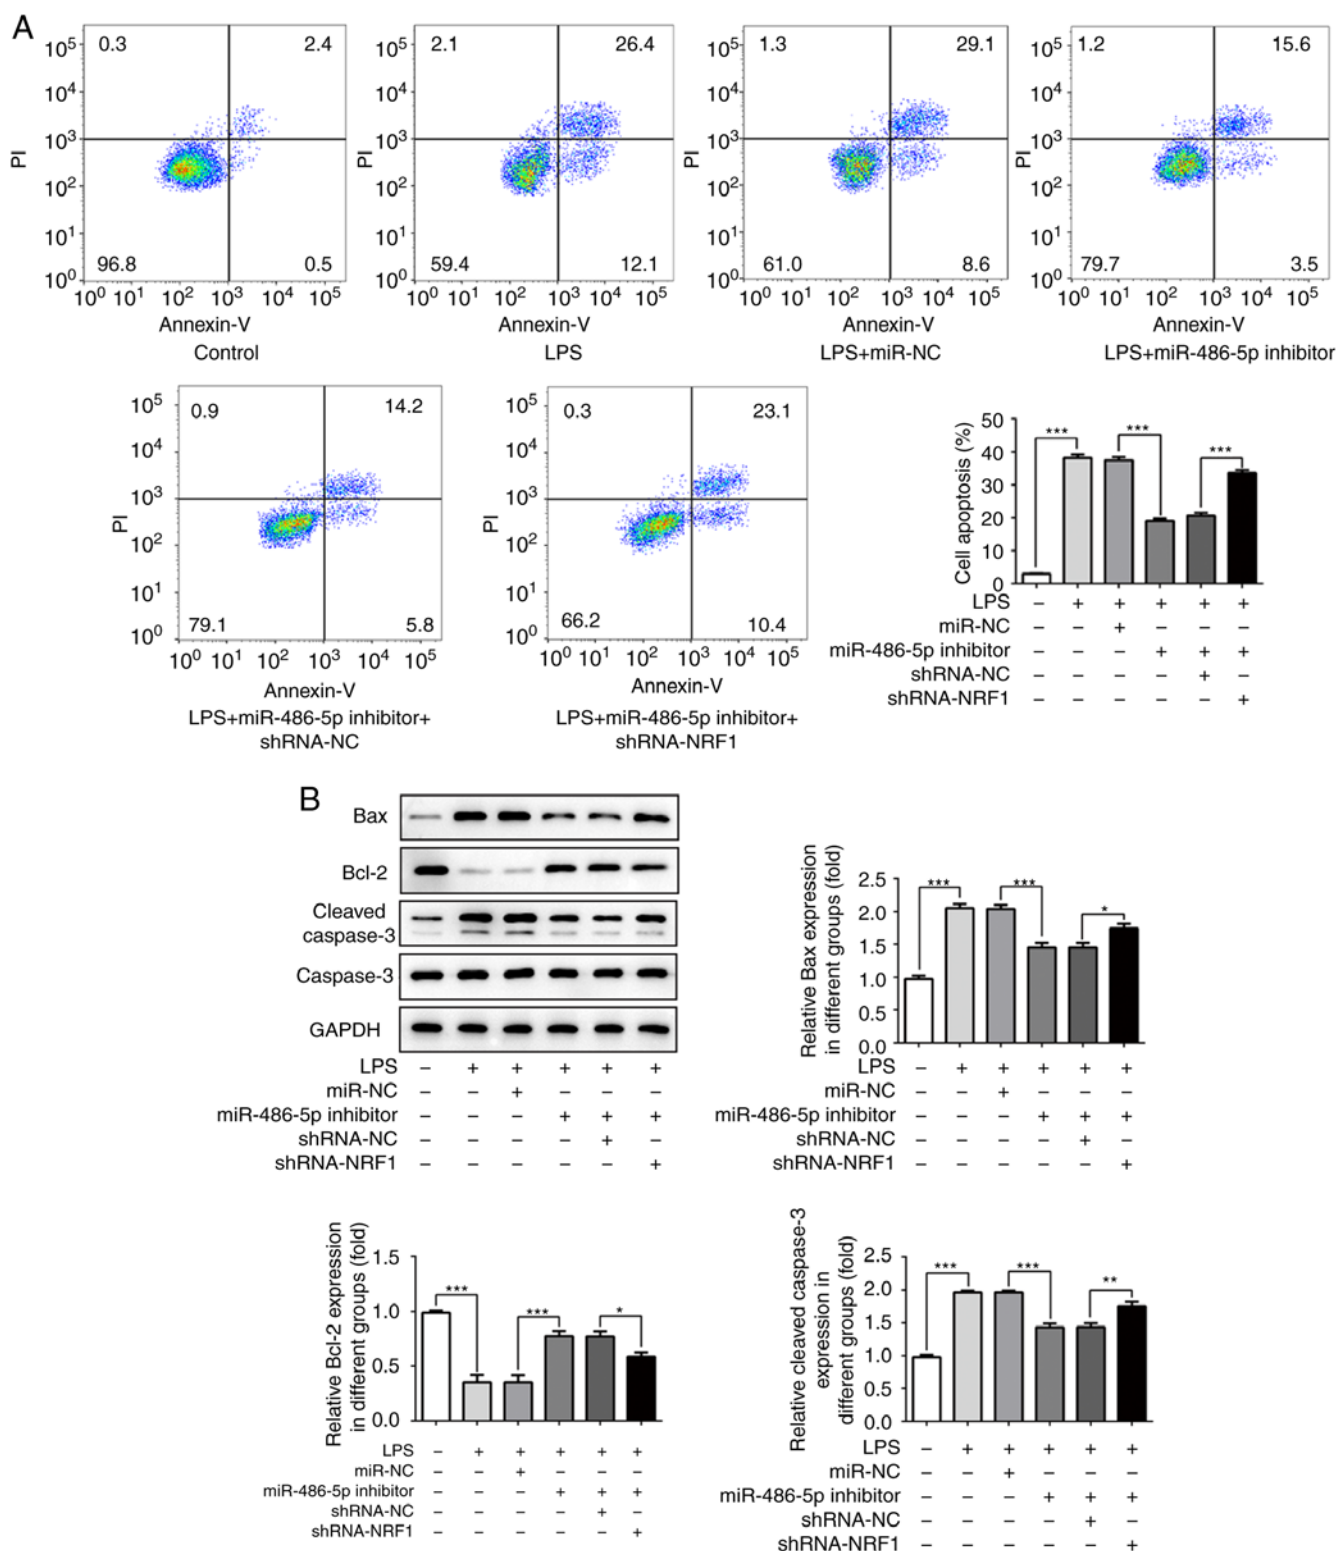 A
0.3 2.4
10⁵
10⁴
10³
10²
10¹
10⁰
PI
96.8 0.5
10⁰ 10¹ 10² 10³ 10⁴ 10⁵
Annexin-V
Control
2.1 26.4
10⁵
10⁴
10³
10²
10¹
10⁰
PI
59.4 12.1
10⁰ 10¹ 10² 10³ 10⁴ 10⁵
Annexin-V
LPS
1.3 29.1
10⁵
10⁴
10³
10²
10¹
10⁰
PI
61.0 8.6
10⁰ 10¹ 10² 10³ 10⁴ 10⁵
Annexin-V
LPS+miR-NC
1.2 15.6
10⁵
10⁴
10³
10²
10¹
10⁰
PI
79.7 3.5
10⁰ 10¹ 10² 10³ 10⁴ 10⁵
Annexin-V
LPS+miR-486-5p inhibitor
0.9 14.2
10⁵
10⁴
10³
10²
10¹
10⁰
PI
79.1 5.8
10⁰ 10¹ 10² 10³ 10⁴ 10⁵
Annexin-V
LPS+miR-486-5p inhibitor+
shRNA-NC
0.3 23.1
10⁵
10⁴
10³
10²
10¹
10⁰
PI
66.2 10.4
10⁰ 10¹ 10² 10³ 10⁴ 10⁵
Annexin-V
LPS+miR-486-5p inhibitor+
shRNA-NRF1
Cell apoptosis (%)
50
40
30
20
10
0
*** *** ***
LPS − + + + + +
miR-NC − − + − − −
miR-486-5p inhibitor − − − + + +
shRNA-NC − − − − + −
shRNA-NRF1 − − − − − +
B
Bax
Bcl-2
Cleaved
caspase-3
Caspase-3
GAPDH
LPS − + + + + +
miR-NC − − + − − −
miR-486-5p inhibitor − − − + + +
shRNA-NC − − − − + −
shRNA-NRF1 − − − − − +
Relative Bax expression
in different groups (fold)
2.5
2.0
1.5
1.0
0.5
0.0
*** *** *
LPS − + + + + +
miR-NC − − + − − −
miR-486-5p inhibitor − − − + + +
shRNA-NC − − − − + −
shRNA-NRF1 − − − − − +
Relative Bcl-2 expression
in different groups (fold)
1.5
1.0
0.5
0.0
*** *** *
LPS − + + + + +
miR-NC − − + − − −
miR-486-5p inhibitor − − − + + +
shRNA-NC − − − − + −
shRNA-NRF1 − − − − − +
Relative cleaved caspase-3
expression in
different groups (fold)
2.5
2.0
1.5
1.0
0.5
0.0
*** *** **
LPS − + + + + +
miR-NC − − + − − −
miR-486-5p inhibitor − − − + + +
shRNA-NC − − − − + −
shRNA-NRF1 − − − − − +